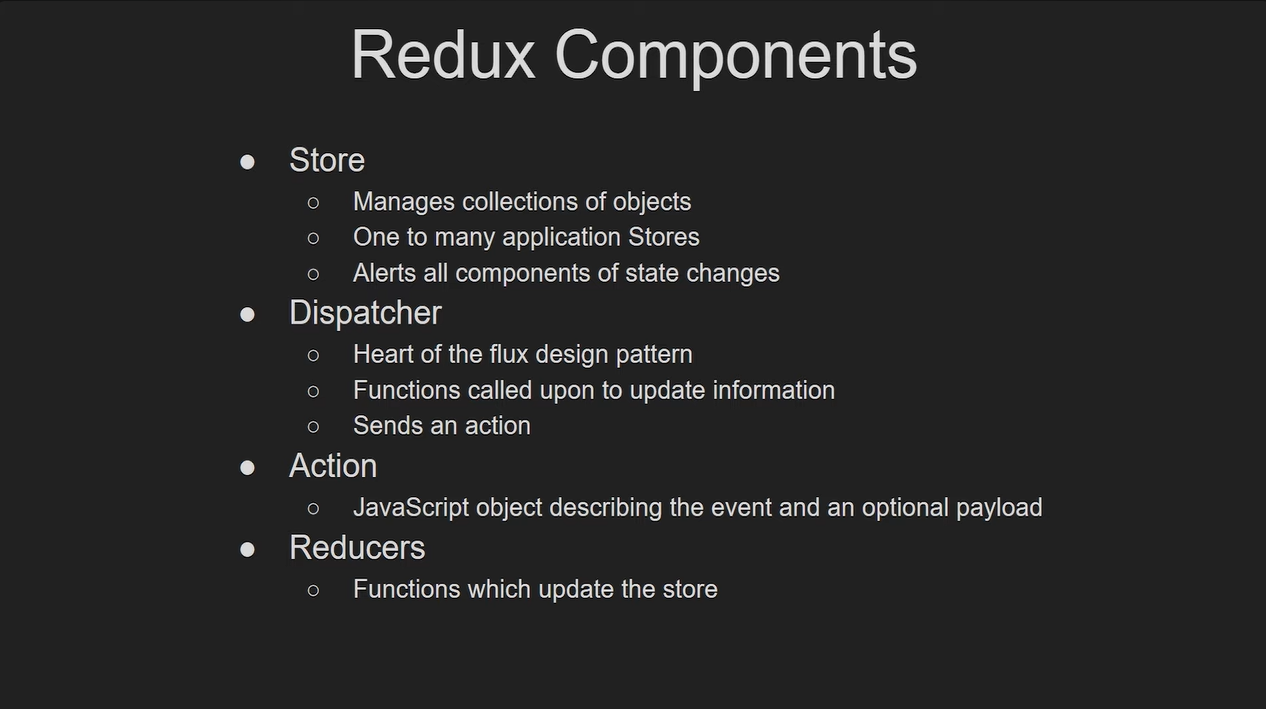 Redux Components
● Store
○ Manages collections of objects
○ One to many application Stores
○ Alerts all components of state changes
● Dispatcher
○ Heart of the flux design pattern
○ Functions called upon to update information
○ Sends an action
● Action
○ JavaScript object describing the event and an optional payload
● Reducers
○ Functions which update the store